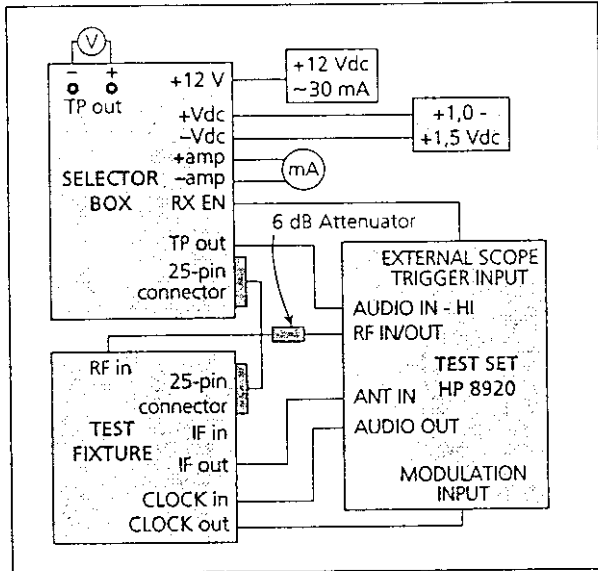 V
– +
TP out
+12 V
+Vdc
–Vdc
+amp
–amp
RX EN
SELECTOR
BOX
TP out
25-pin
connector
+12 Vdc
~30 mA
+1,0 -
+1,5 Vdc
mA
6 dB Attenuator
EXTERNAL SCOPE
TRIGGER INPUT
AUDIO IN - HI
RF IN/OUT
TEST SET
HP 8920
ANT IN
AUDIO OUT
MODULATION
INPUT
RF in
25-pin
connector
TEST
FIXTURE
IF in
IF out
CLOCK in
CLOCK out